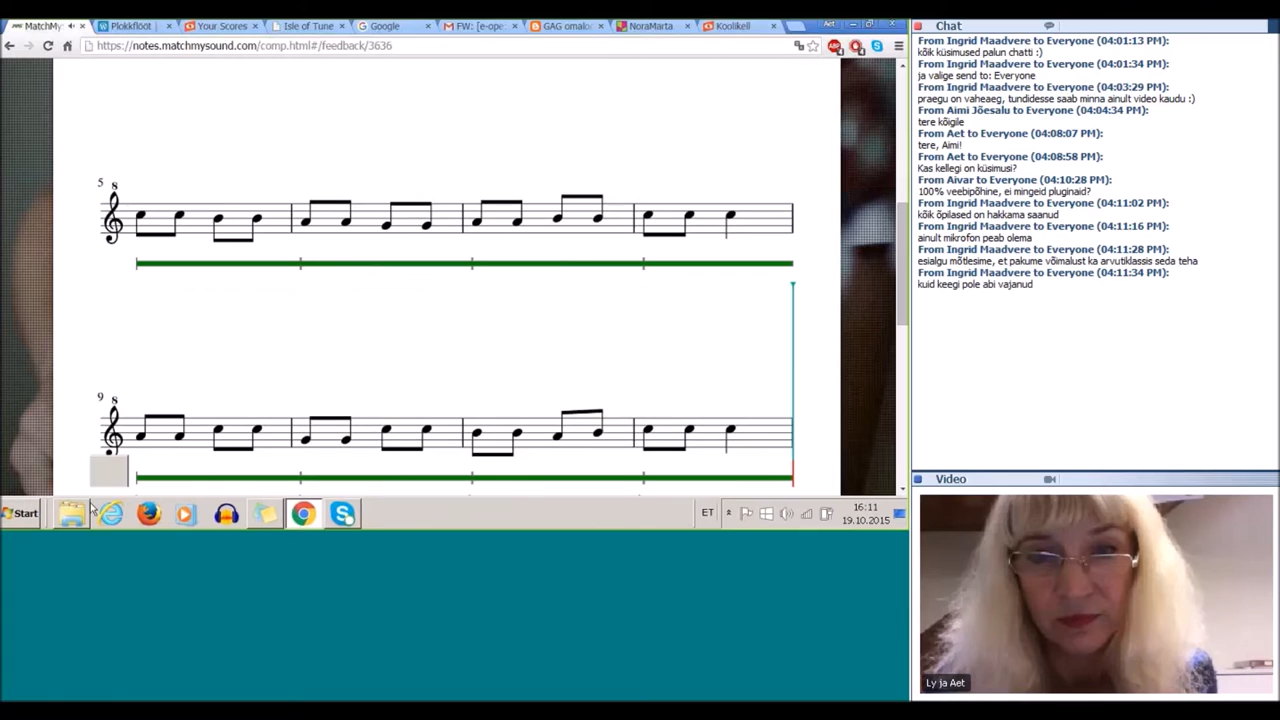 MatchMy
Plokkflööt
Your Scores
Isle of Tune
Google
FW: [e-ope
GAG omalo
NoraMarta
Koolikell
Aet
https://notes.matchmysound.com/comp.html#/feedback/3636
5
8
9
8
Start
ET
16:11
19.10.2015
Chat
From Ingrid Maadvere to Everyone (04:01:13 PM):
kõik küsimused palun chatti :)
From Ingrid Maadvere to Everyone (04:01:34 PM):
ja valige send to: Everyone
From Ingrid Maadvere to Everyone (04:03:29 PM):
praegu on vaheaeg, tundidesse saab minna ainult video kaudu :)
From Aimi Jõesalu to Everyone (04:04:34 PM):
tere kõigile
From Aet to Everyone (04:08:07 PM):
tere, Aimi!
From Aet to Everyone (04:08:58 PM):
Kas kellegi on küsimusi?
From Aivar to Everyone (04:10:28 PM):
100% veebipõhine, ei mingeid pluginaid?
From Ingrid Maadvere to Everyone (04:11:02 PM):
kõik õpilased on hakkama saanud
From Ingrid Maadvere to Everyone (04:11:16 PM):
ainult mikrofon peab olema
From Ingrid Maadvere to Everyone (04:11:28 PM):
esialgu mõtlesime, et pakume võimalust ka arvutiklassis seda teha
From Ingrid Maadvere to Everyone (04:11:34 PM):
kuid keegi pole abi vajanud
Video
Ly ja Aet